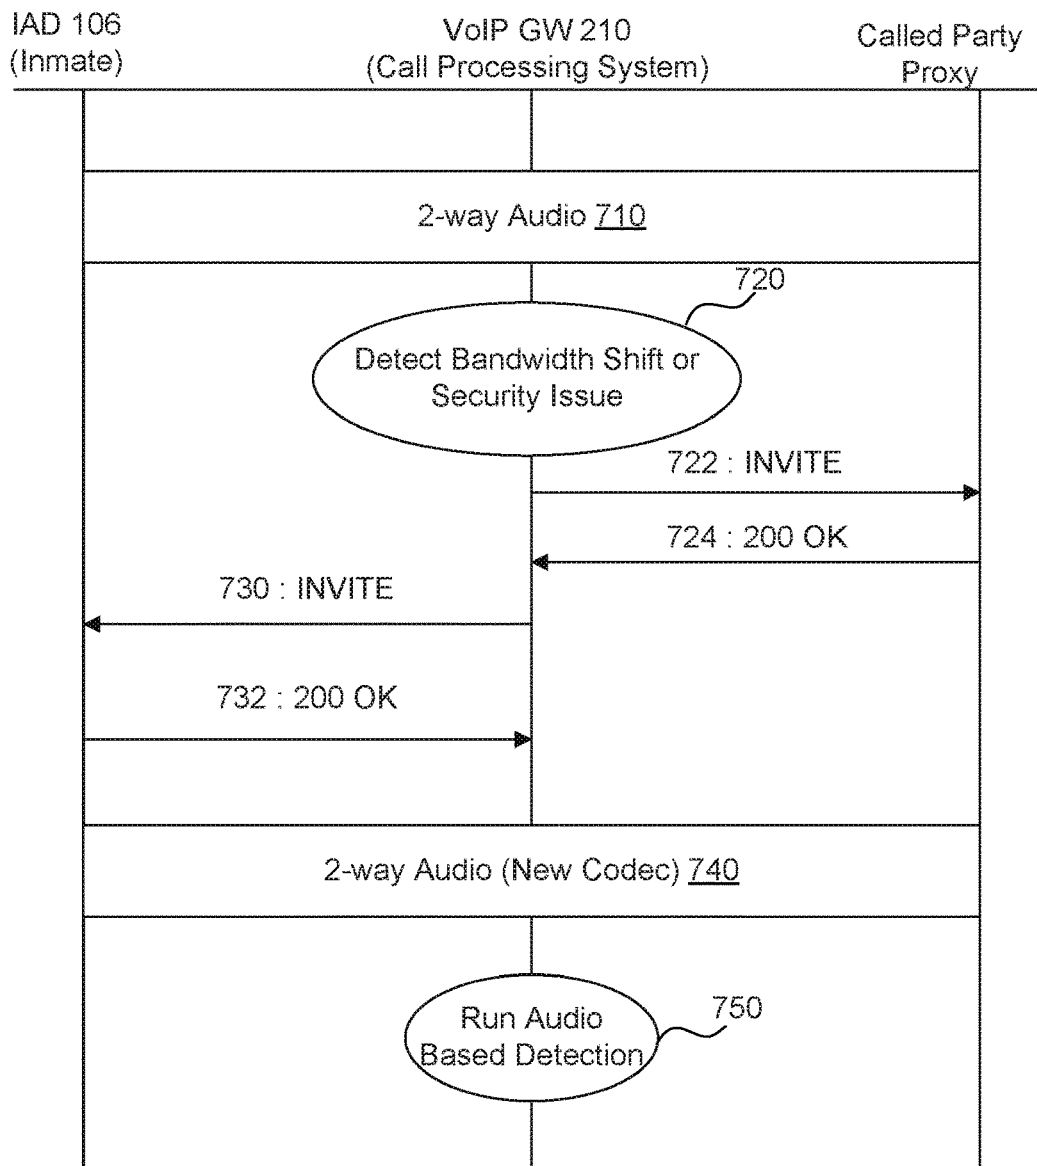 IAD 106
(Inmate)
VoIP GW 210
(Call Processing System)
Called Party
Proxy
2-way Audio 710
720
Detect Bandwidth Shift or
Security Issue
722 : INVITE
724 : 200 OK
730 : INVITE
732 : 200 OK
2-way Audio (New Codec) 740
750
Run Audio
Based Detection